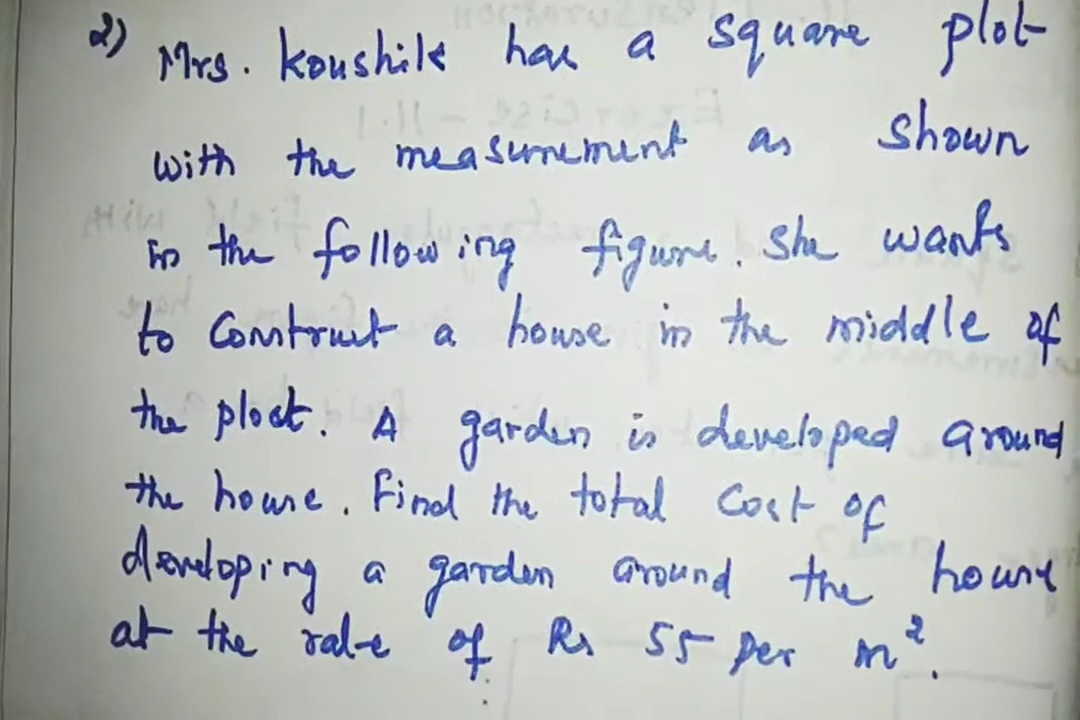 2) Mrs. Koushik has a square plot
with the measurement as shown
in the following figure. She wants
to construct a house in the middle of
the plot. A garden is developed around
the house. Find the total cost of
developing a garden around the house
at the rate of Rs 55 per m².